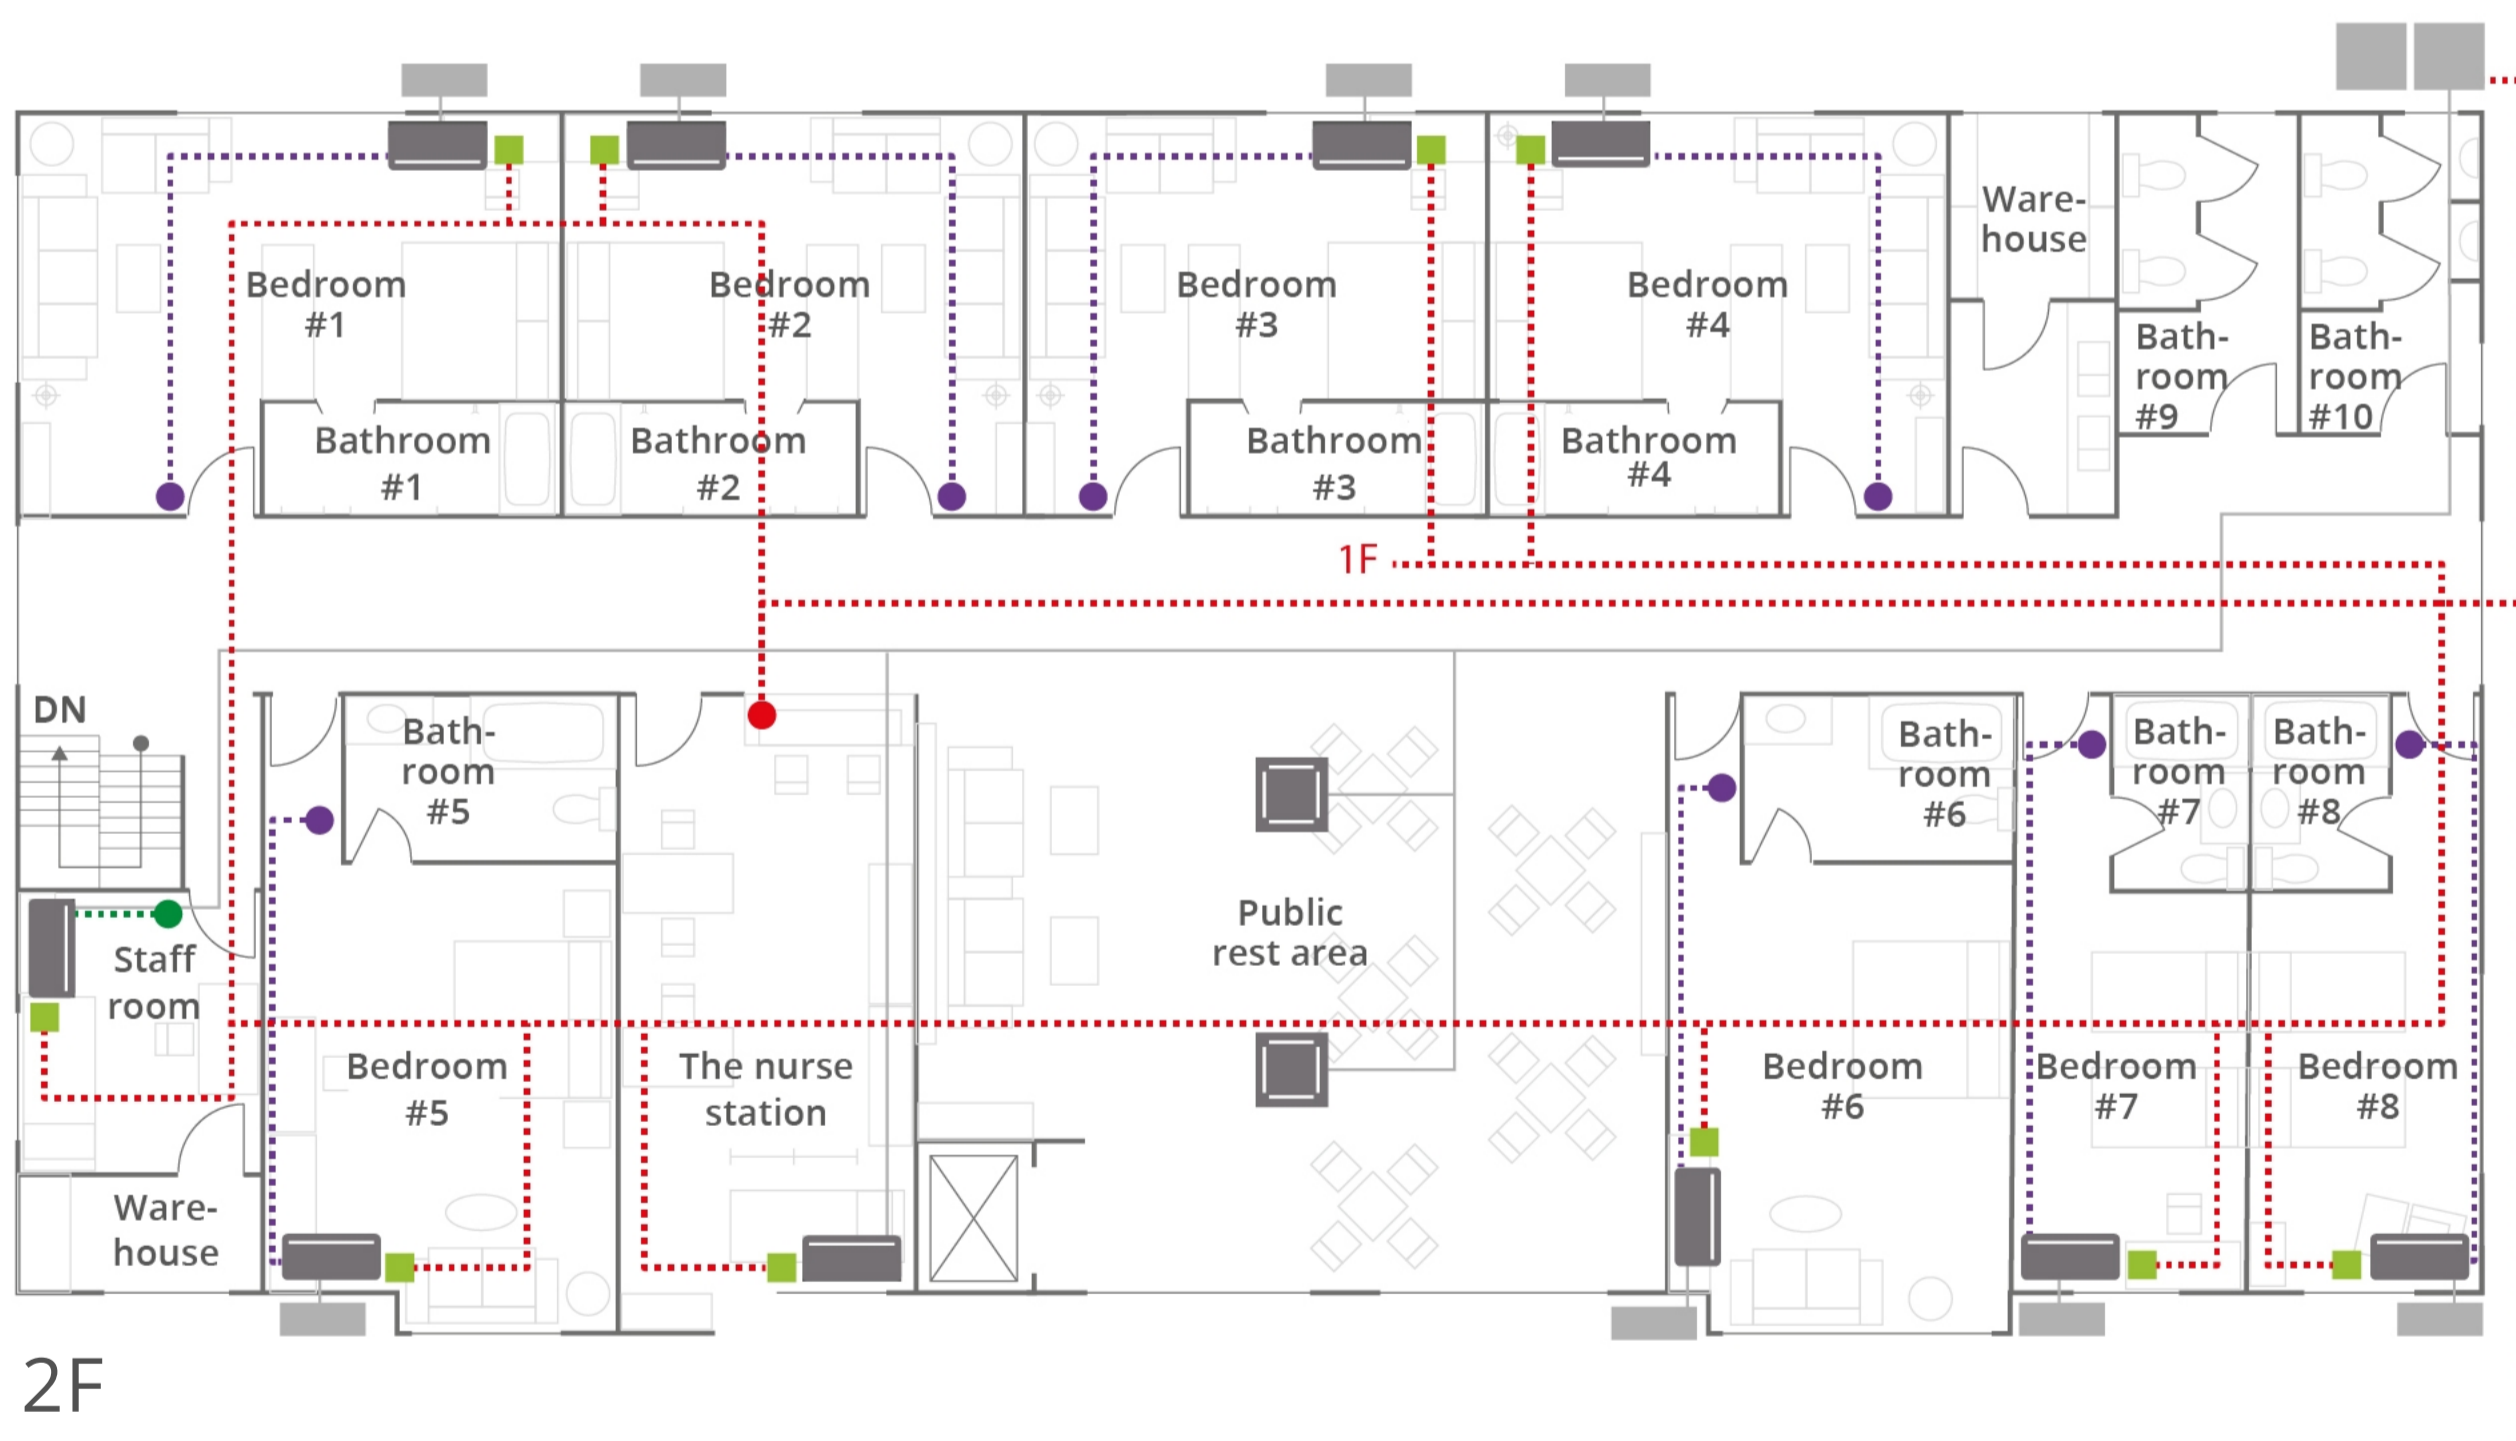 Bedroom
#1
Bedroom
#2
Bedroom
#3
Bedroom
#4
Ware-
house
Bath-
room
#9
Bath-
room
#10
Bathroom
#1
Bathroom
#2
Bathroom
#3
Bathroom
#4
1F
DN
Bath-
room
#5
Bath-
room
#6
Bath-
room
#7
Bath-
room
#8
Staff
room
Public
rest area
Bedroom
#5
The nurse
station
Bedroom
#6
Bedroom
#7
Bedroom
#8
Ware-
house
2F